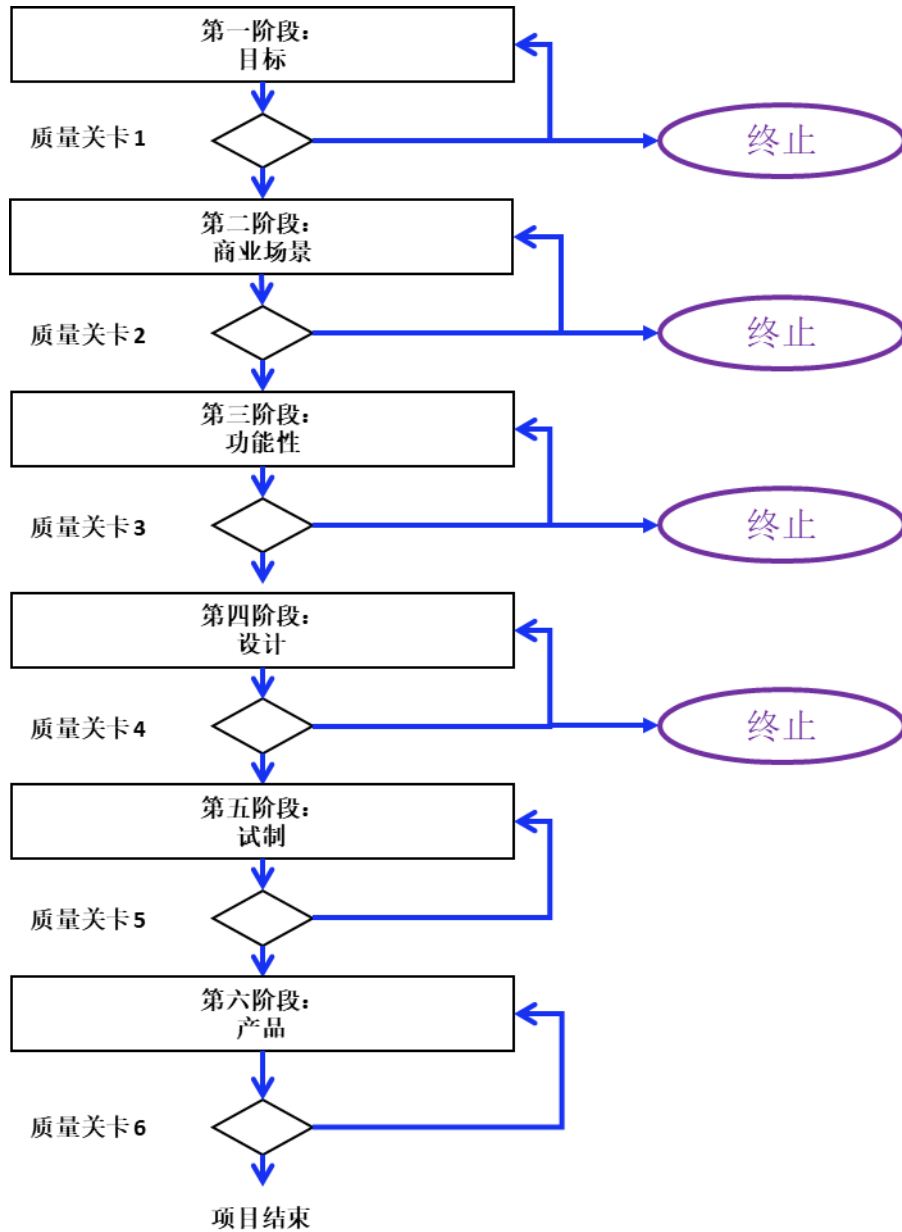 第一阶段：
目标
质量关卡1
终止
第二阶段：
商业场景
质量关卡2
终止
第三阶段：
功能性
质量关卡3
终止
第四阶段：
设计
质量关卡4
终止
第五阶段：
试制
质量关卡5
第六阶段：
产品
质量关卡6
项目结束